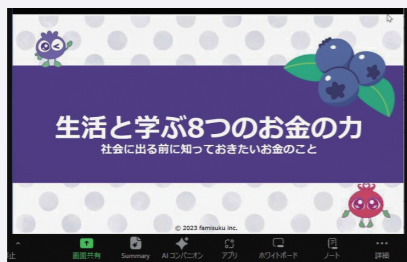 生活と学ぶ8つのお金の力
社会に出る前に知っておきたいお金のこと
© 2023 famisuku inc.
止
画面共有
Summary
AI コンパニオン
アプリ
ホワイトボード
ノート
詳細